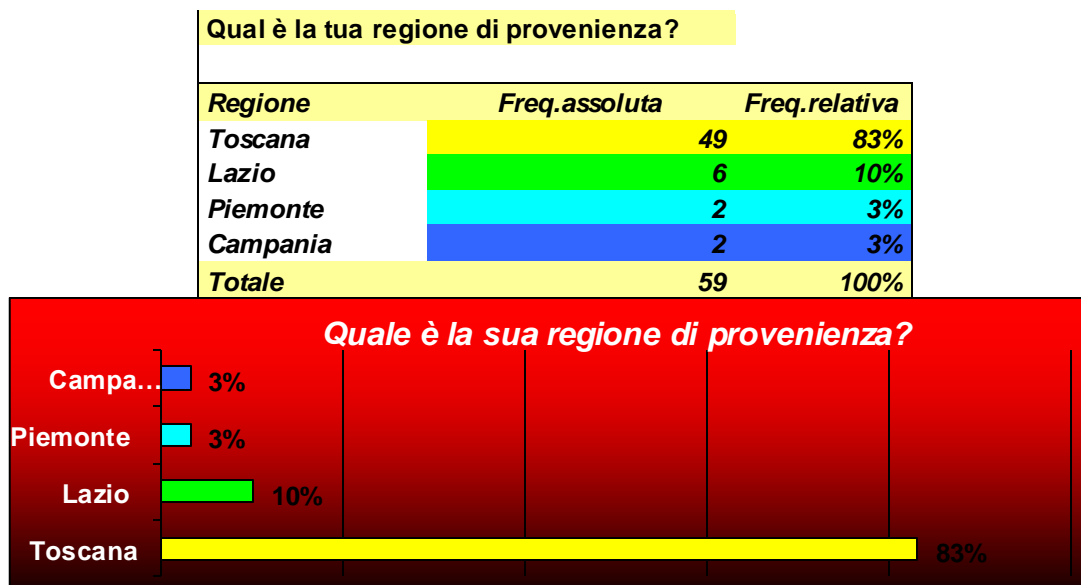 Qual è la tua regione di provenienza?
Regione Freq.assoluta Freq.relativa
Toscana 49 83%
Lazio 6 10%
Piemonte 2 3%
Campania 2 3%
Totale 59 100%
Quale è la sua regione di provenienza?
Campa... 3%
Piemonte 3%
Lazio 10%
Toscana 83%